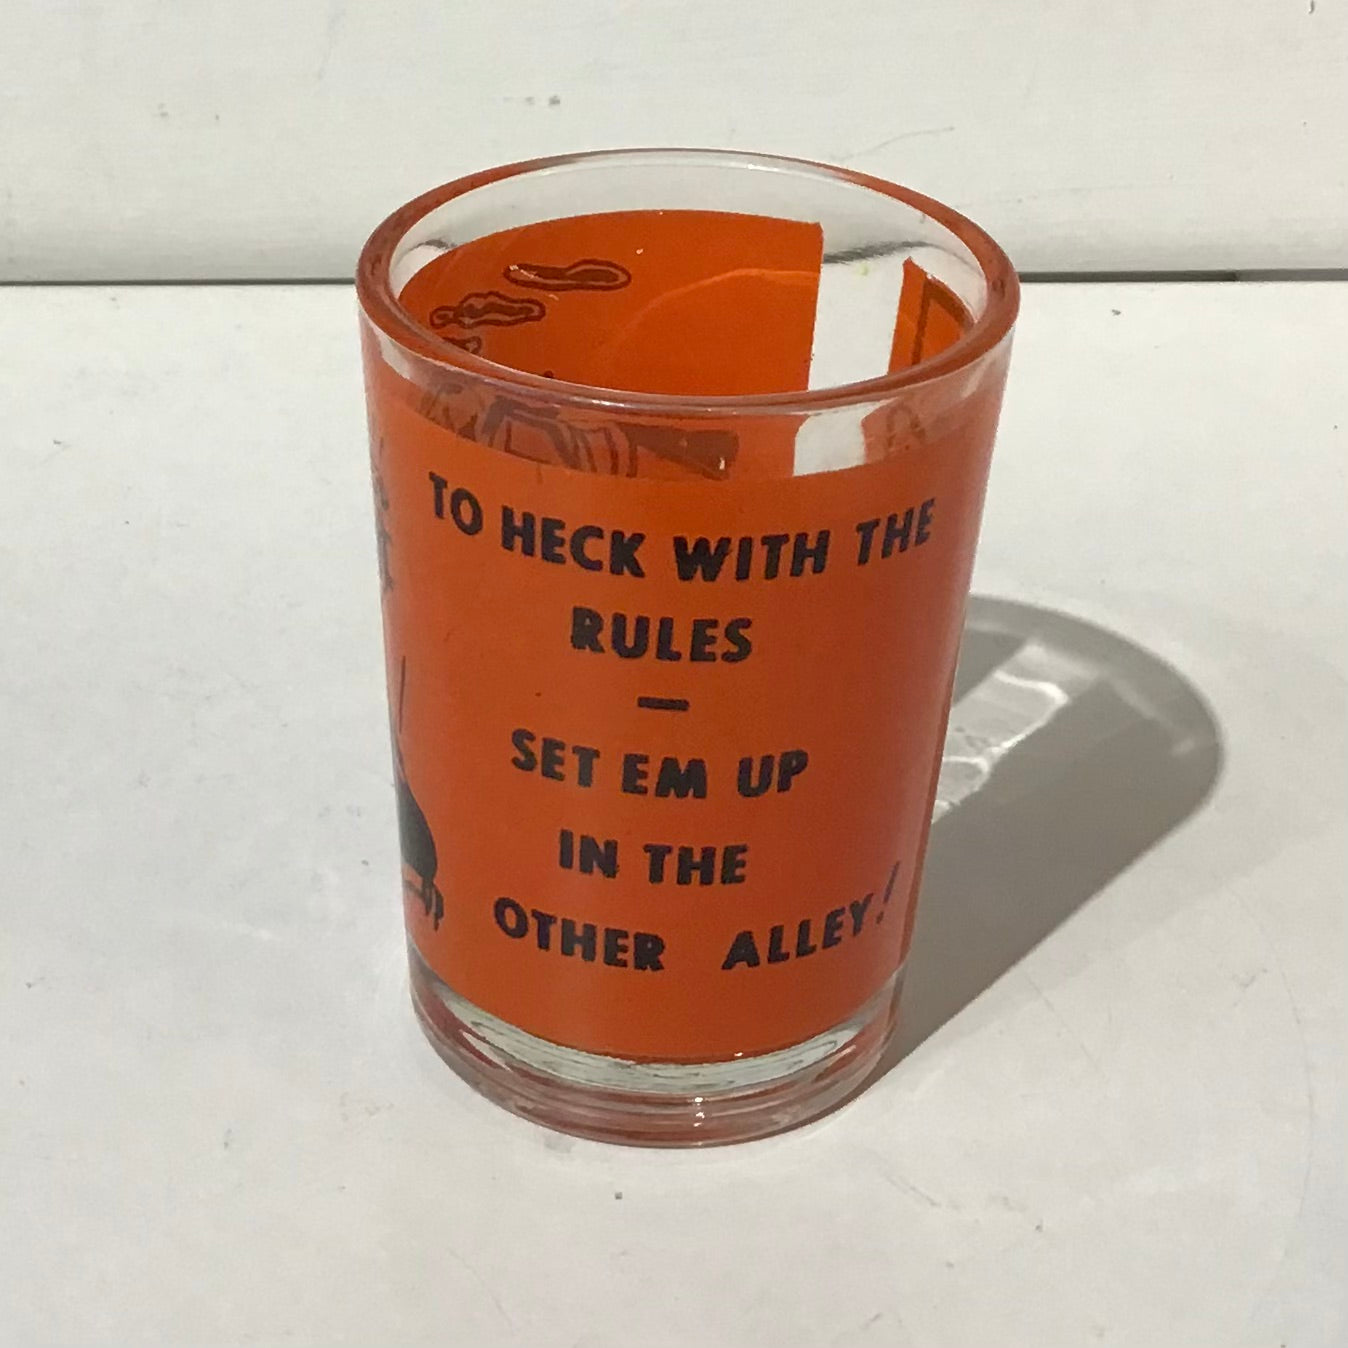 TO HECK WITH THE
RULES
—
SET EM UP
IN THE
OTHER ALLEY!